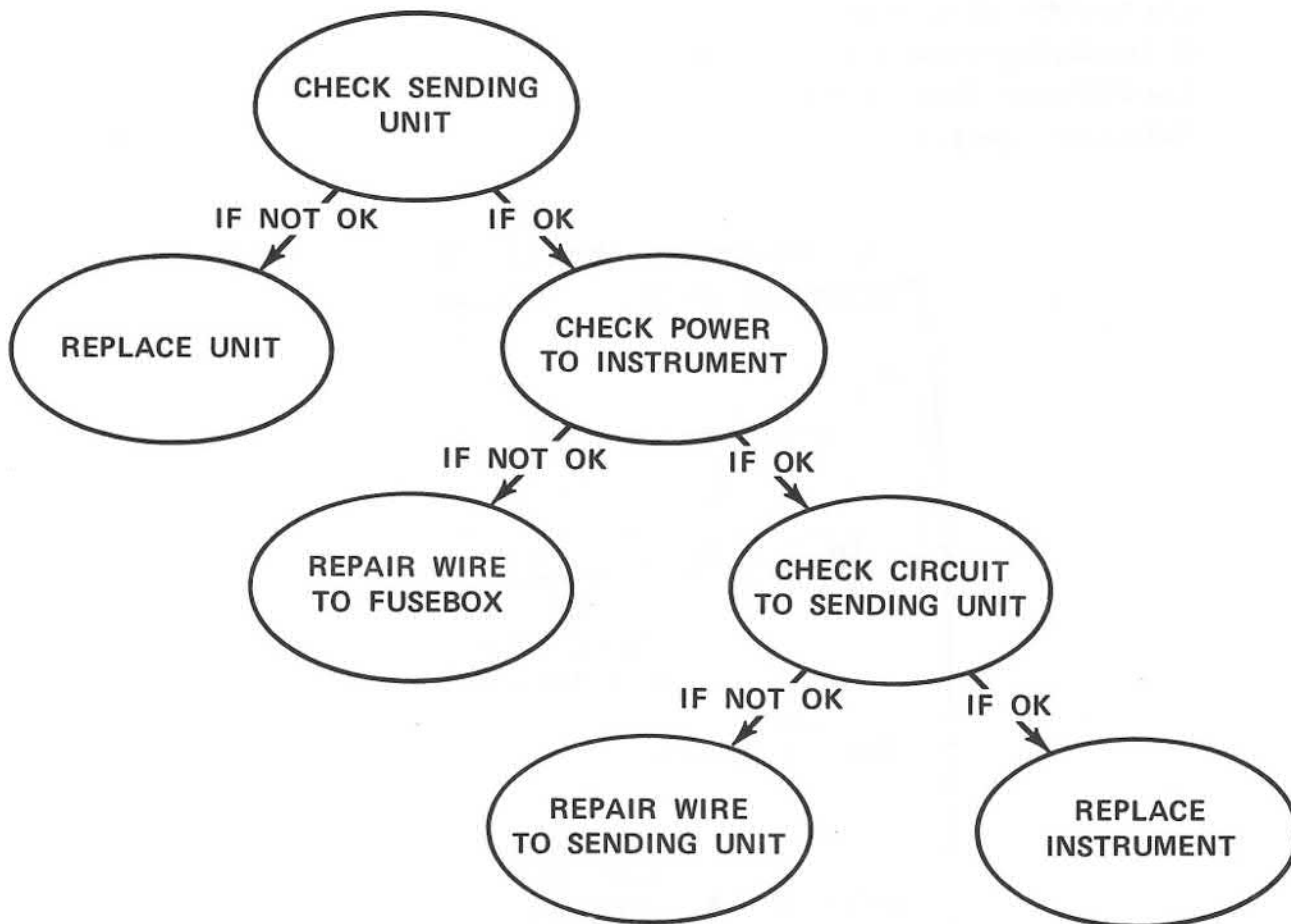 CHECK SENDING
UNIT
IF NOT OK
IF OK
REPLACE UNIT
CHECK POWER
TO INSTRUMENT
IF NOT OK
IF OK
REPAIR WIRE
TO FUSEBOX
CHECK CIRCUIT
TO SENDING UNIT
IF NOT OK
IF OK
REPAIR WIRE
TO SENDING UNIT
REPLACE
INSTRUMENT